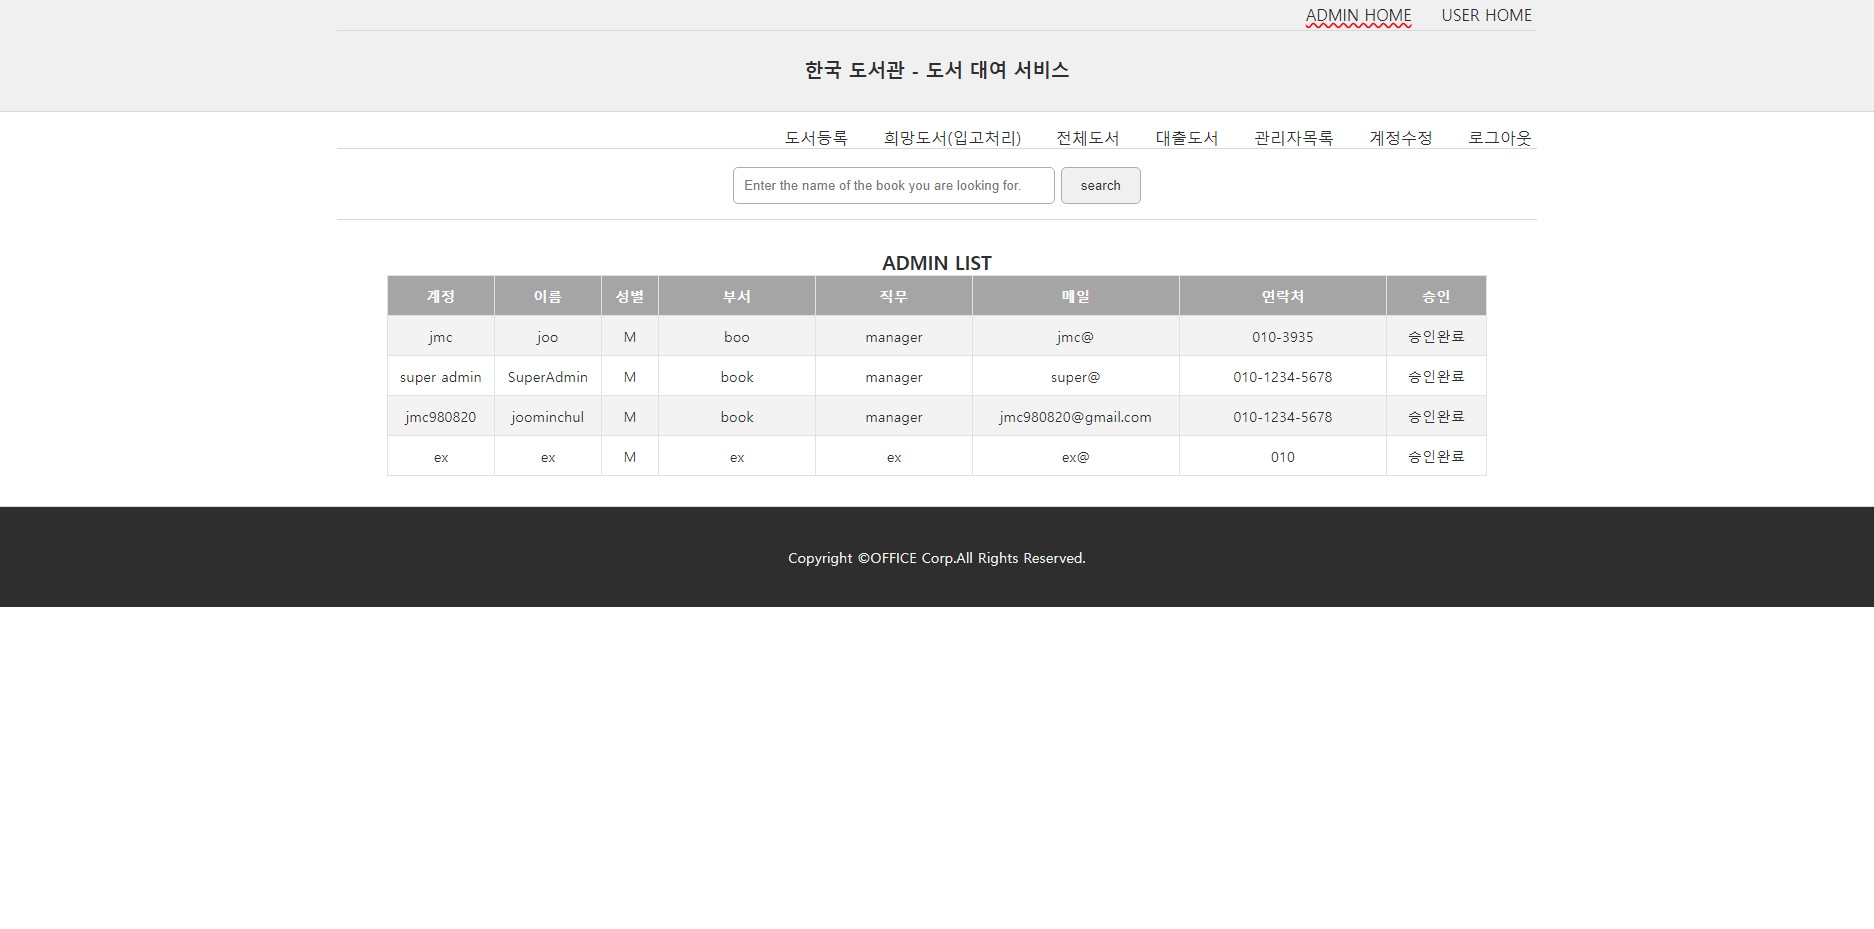 ADMIN HOME USER HOME
한국 도서관 - 도서 대여 서비스
도서등록 희망도서(입고처리) 전체도서 대출도서 관리자목록 계정수정 로그아웃
Enter the name of the book you are looking for. search
ADMIN LIST
계정 이름 성별 부서 직무 메일 연락처 승인
jmc joo M boo manager jmc@ 010-3935 승인완료
super admin SuperAdmin M book manager super@ 010-1234-5678 승인완료
jmc980820 joominchul M book manager jmc980820@gmail.com 010-1234-5678 승인완료
ex ex M ex ex ex@ 010 승인완료
Copyright ©OFFICE Corp.All Rights Reserved.